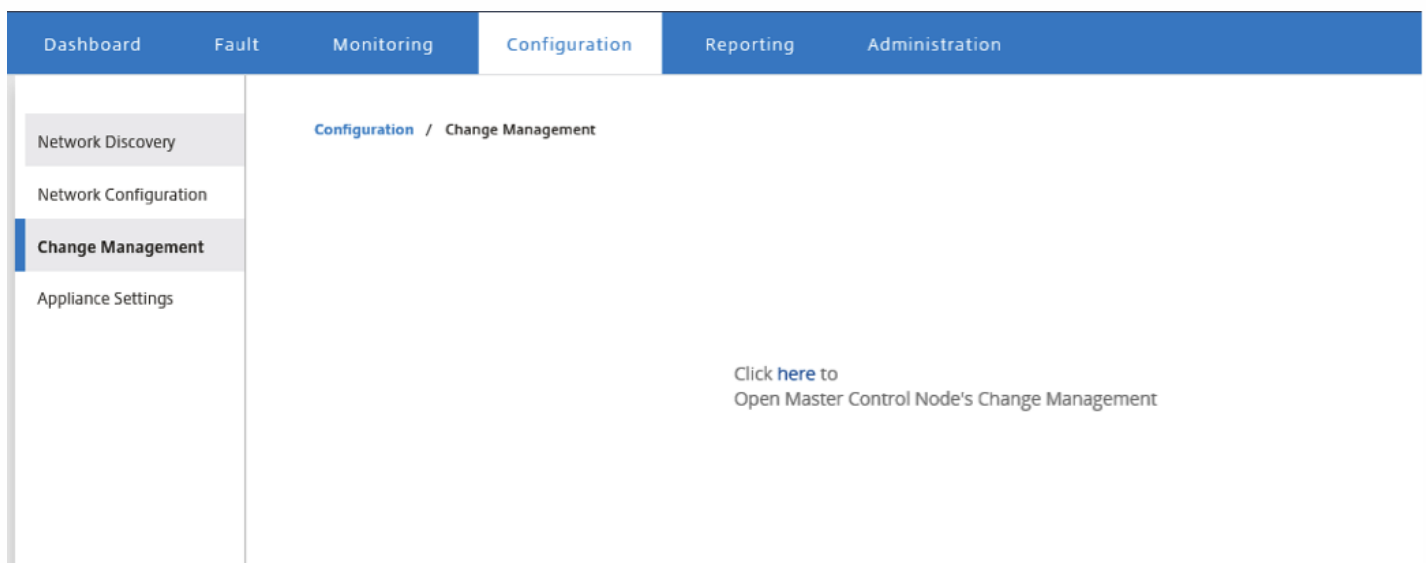 Dashboard Fault Monitoring Configuration Reporting Administration
Network Discovery
Network Configuration
Change Management
Appliance Settings
Configuration / Change Management
Click here to
Open Master Control Node's Change Management